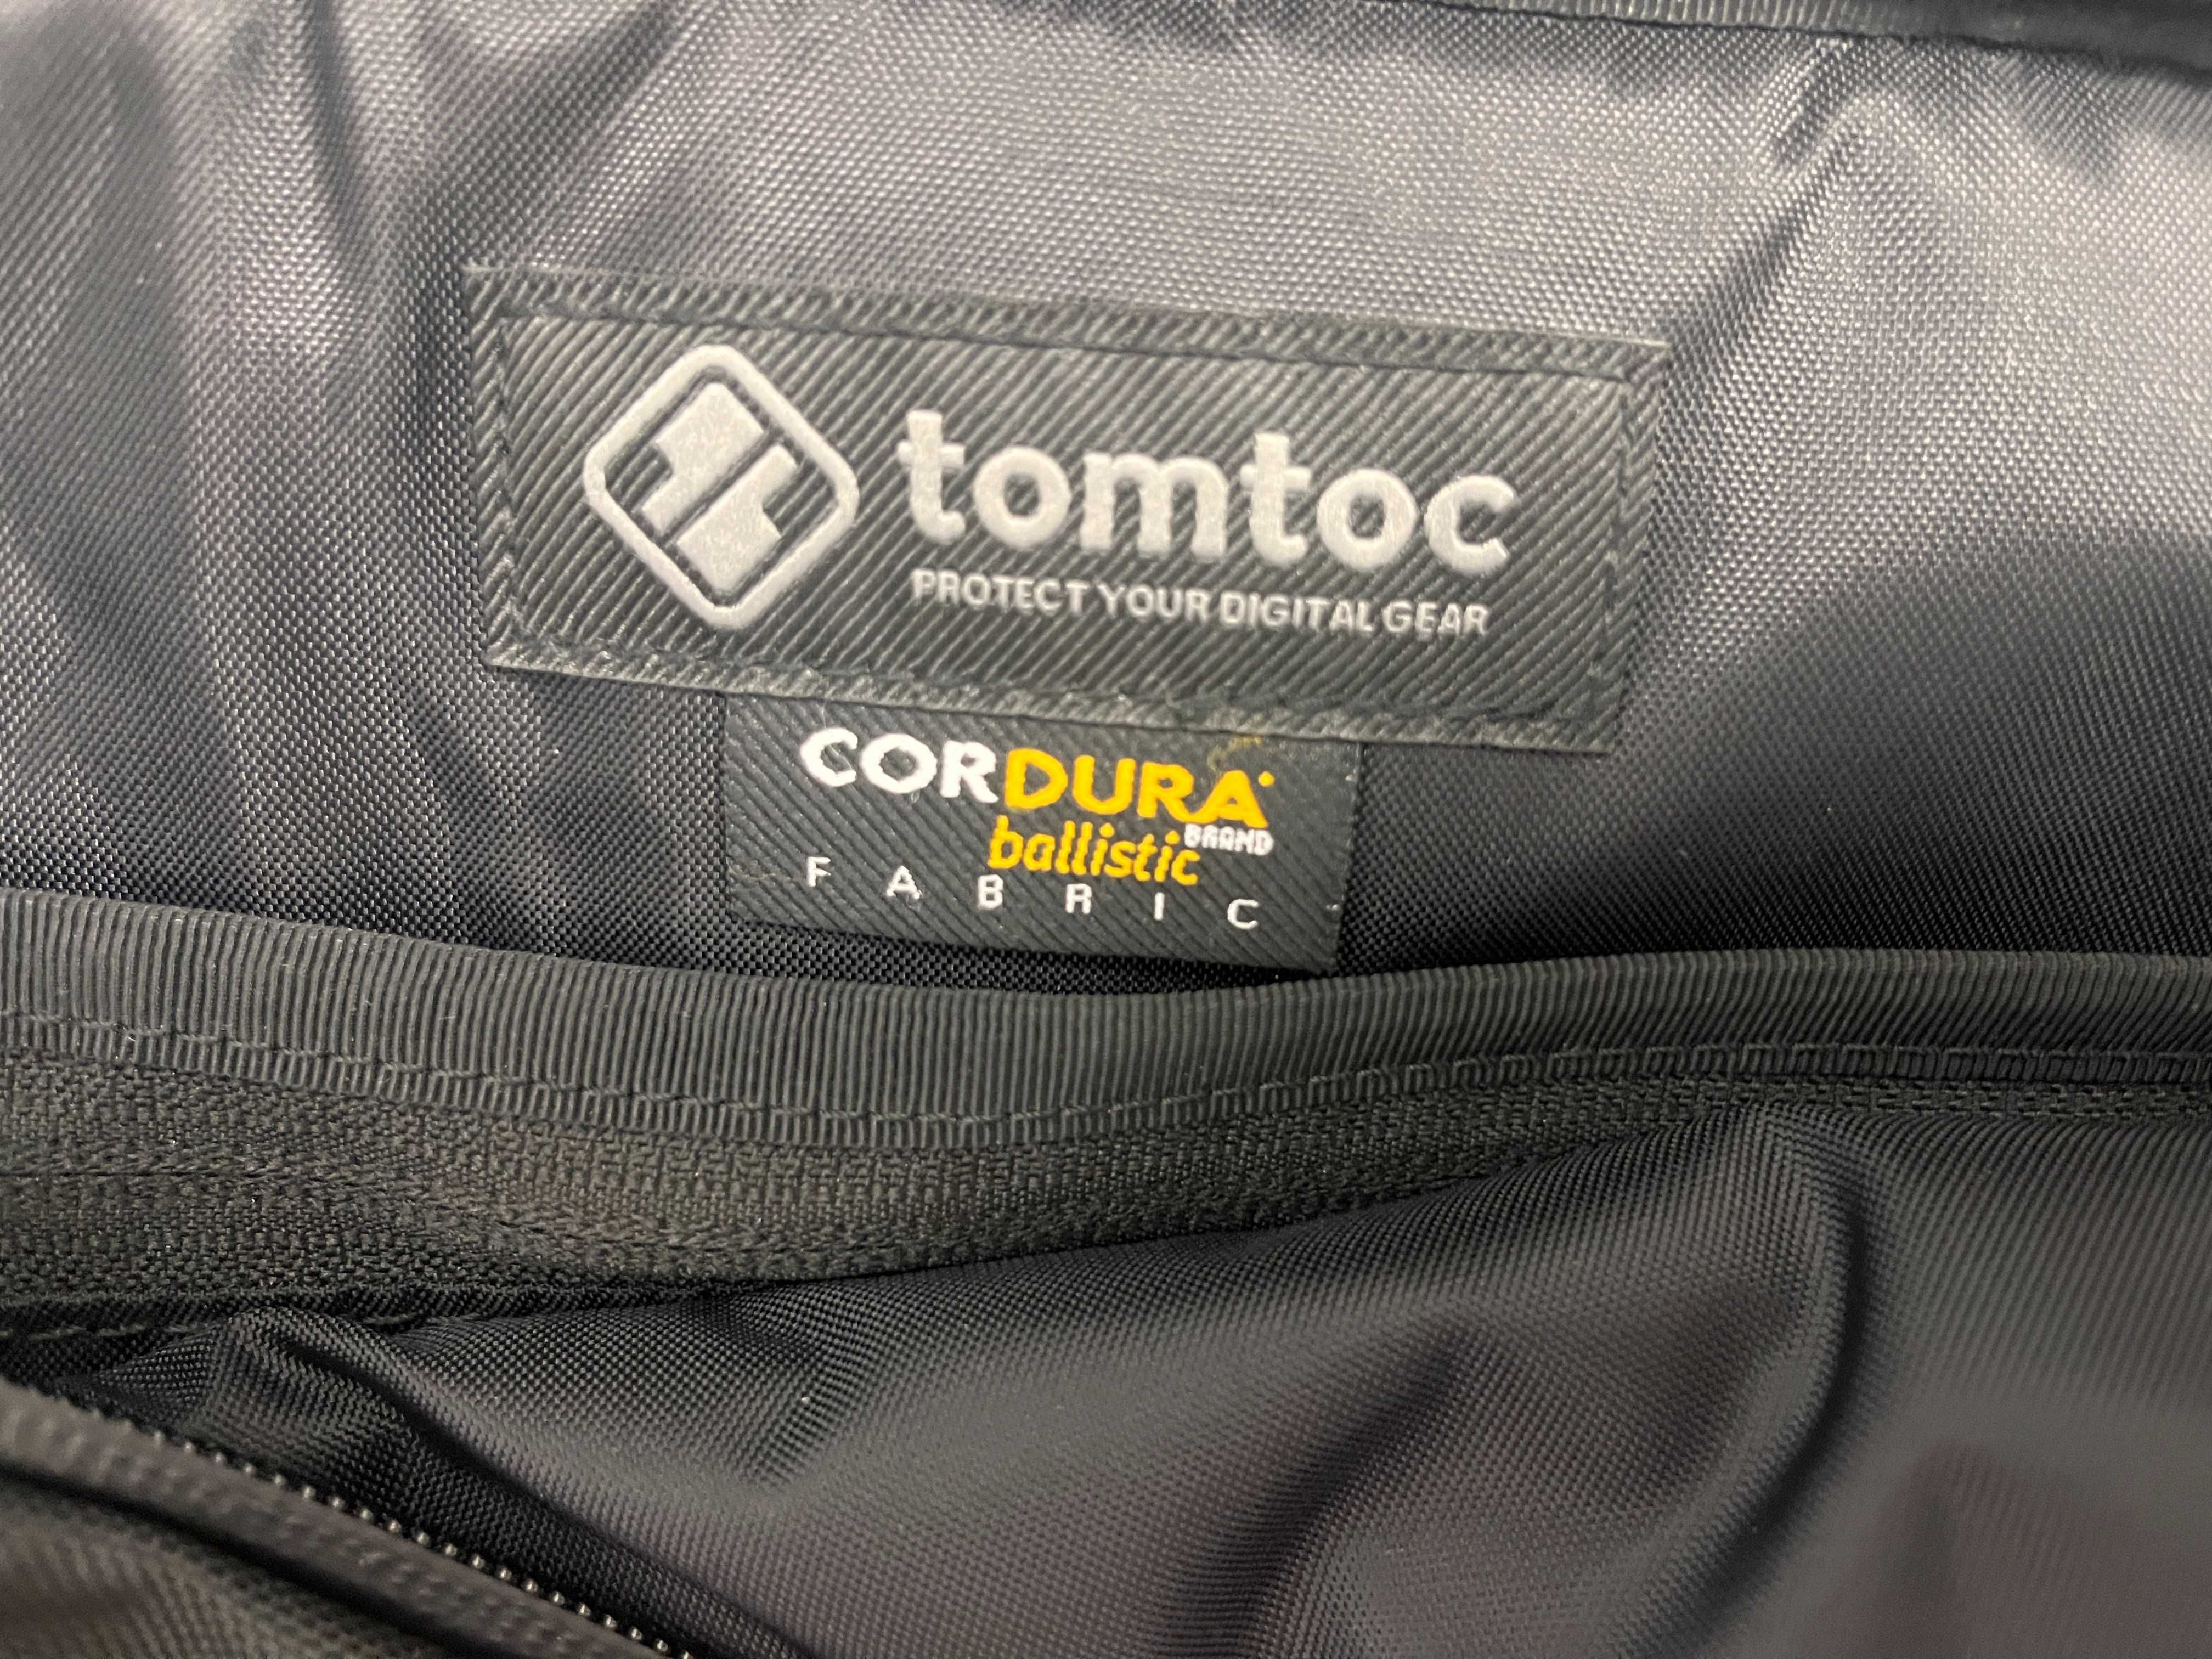 tomtoc
PROTECT YOUR DIGITAL GEAR
CORDURA
BRAND
ballistic
FABRIC